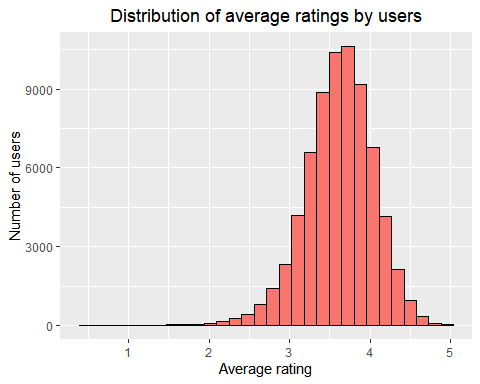 Distribution of average ratings by users
Number of users
9000
6000
3000
0
1 2 3 4 5
Average rating